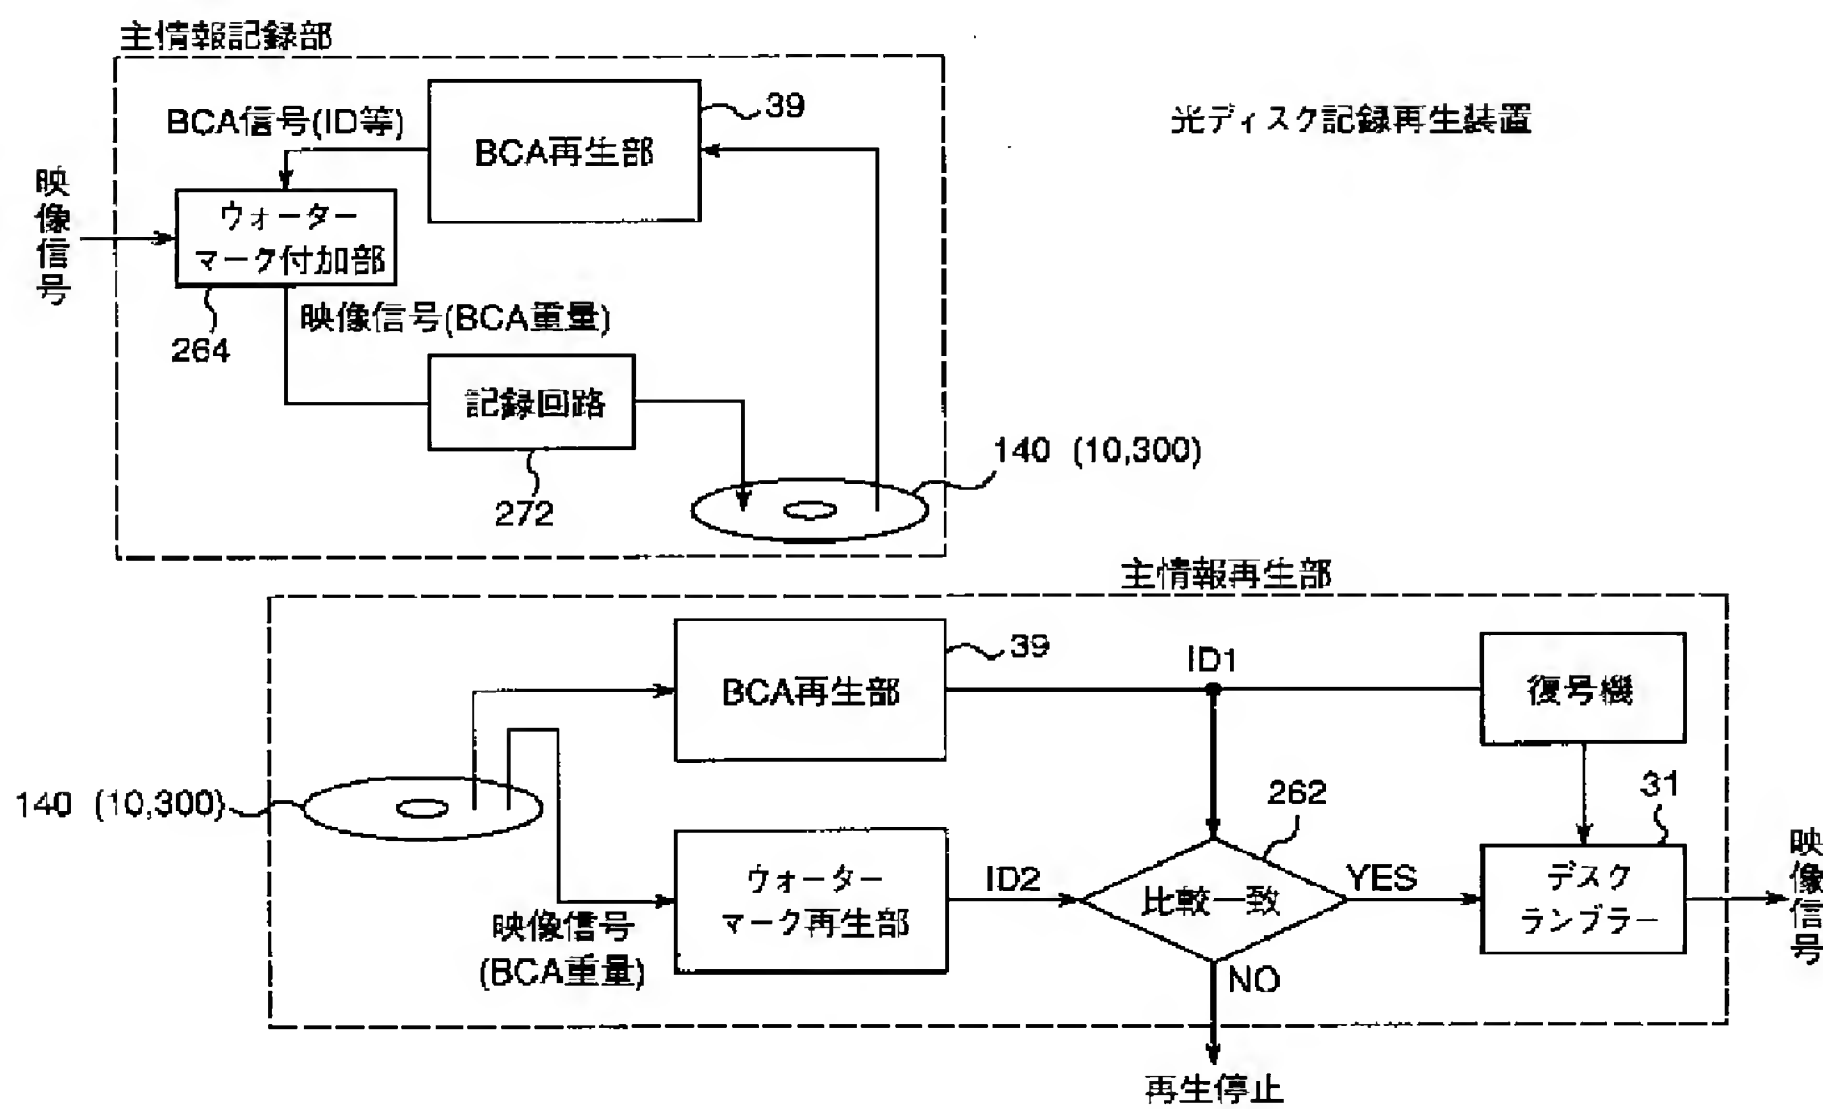 主情報記録部
光ディスク記録再生装置
BCA信号(ID等)
BCA再生部
39
映像信号
ウォーター
マーク付加部
264
映像信号(BCA重量)
記録回路
272
140 (10,300)
主情報再生部
BCA再生部
39
ID1
復号機
140 (10,300)
映像信号
(BCA重量)
ウォーター
マーク再生部
ID2
262
比較一致
YES
NO
31
デスク
ランブラー
映像信号
再生停止